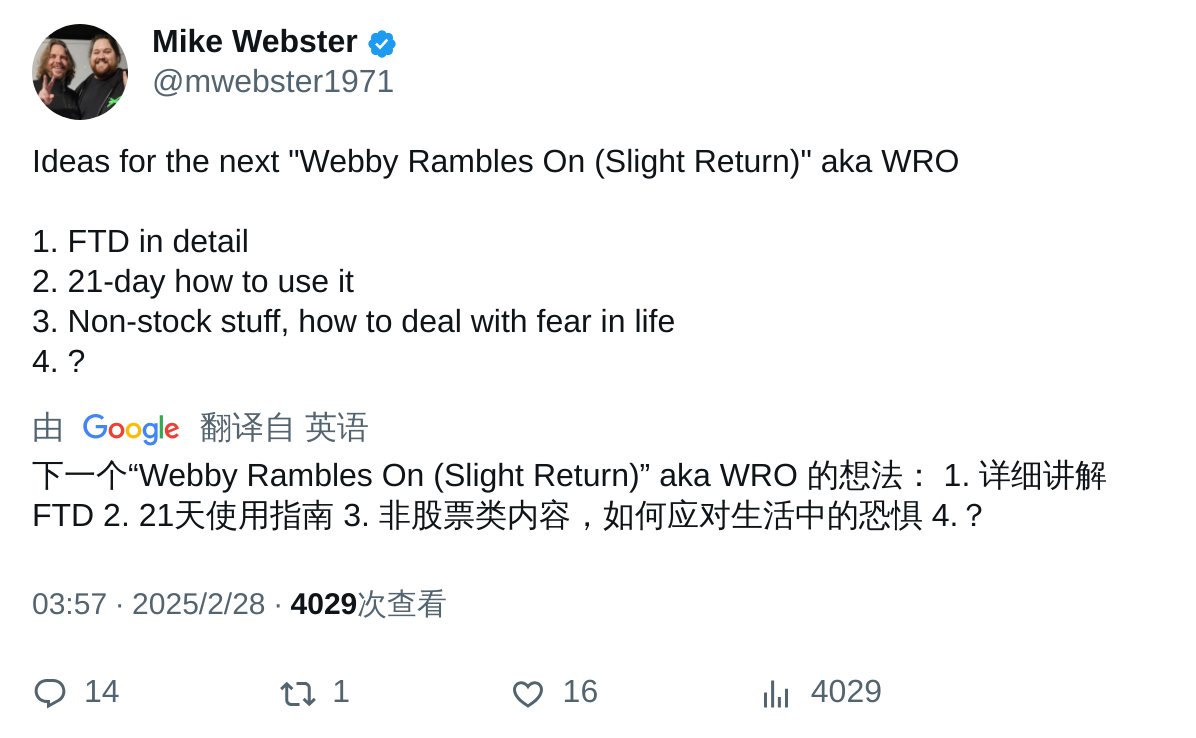 Mike Webster
@mwebster1971
Ideas for the next "Webby Rambles On (Slight Return)" aka WRO
1. FTD in detail
2. 21-day how to use it
3. Non-stock stuff, how to deal with fear in life
4. ?
由 Google 翻译自 英语
下一个“Webby Rambles On (Slight Return)” aka WRO 的想法： 1. 详细讲解
FTD 2. 21天使用指南 3. 非股票类内容，如何应对生活中的恐惧 4.？
03:57 · 2025/2/28 · 4029次查看
14 1 16 4029